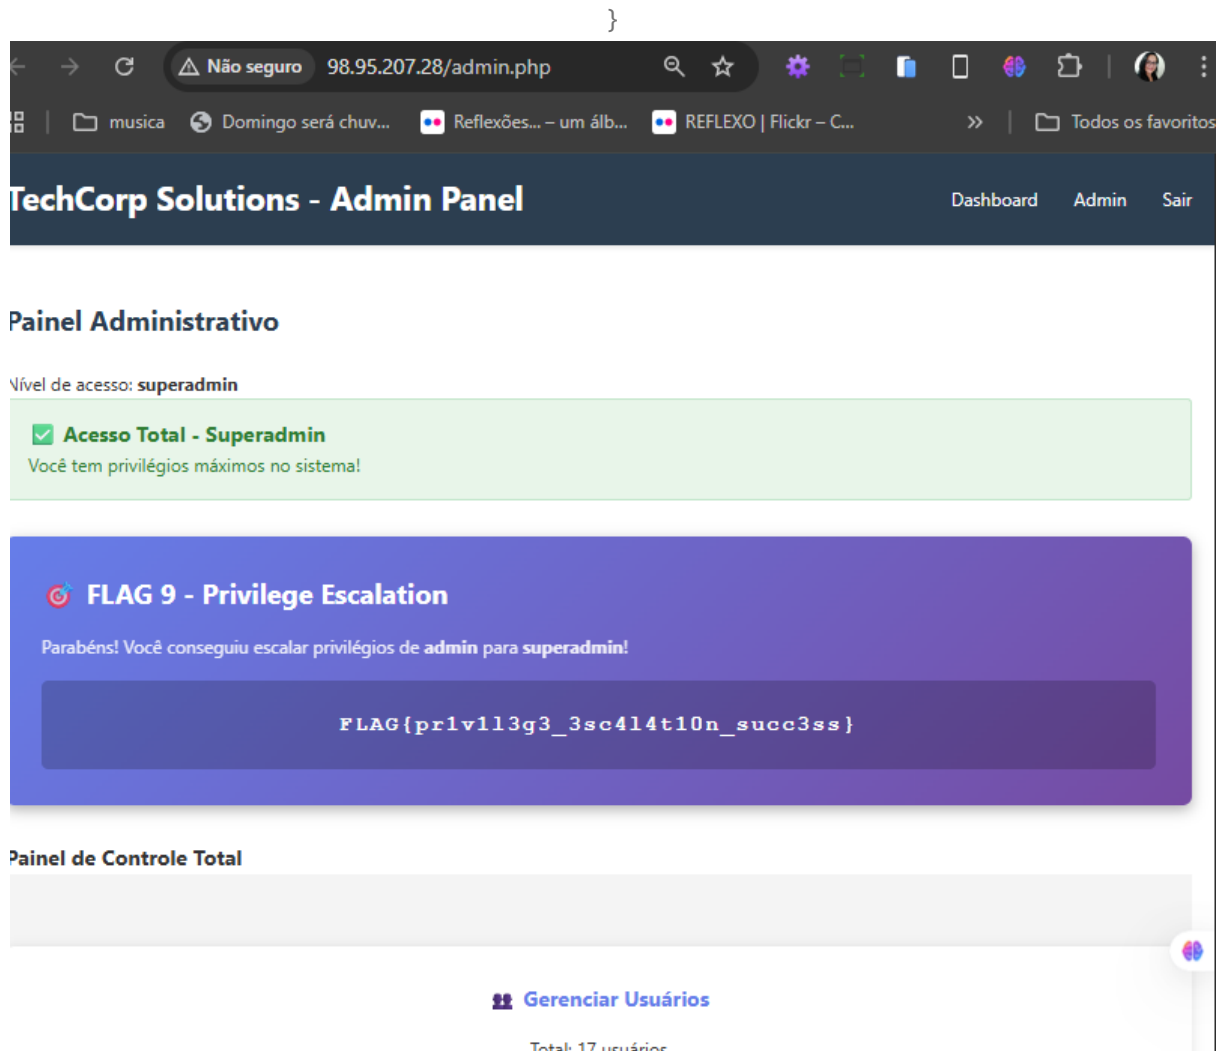 }
Não seguro 98.95.207.28/admin.php
musica Domingo será chuv... Reflexões... – um álb... REFLEXO | Flickr – C... » Todos os favoritos
TechCorp Solutions - Admin Panel Dashboard Admin Sair
Painel Administrativo
Nível de acesso: superadmin
Acesso Total - Superadmin
Você tem privilégios máximos no sistema!
FLAG 9 - Privilege Escalation
Parabéns! Você conseguiu escalar privilégios de admin para superadmin!
FLAG{pr1v1l3g3_3sc4l4t10n_succ3ss}
Painel de Controle Total
Gerenciar Usuários
Total: 17 usuários